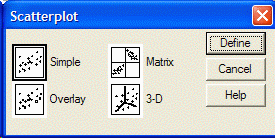 Scatterplot
Simple
Matrix
Define
Cancel
Overlay
3-D
Help